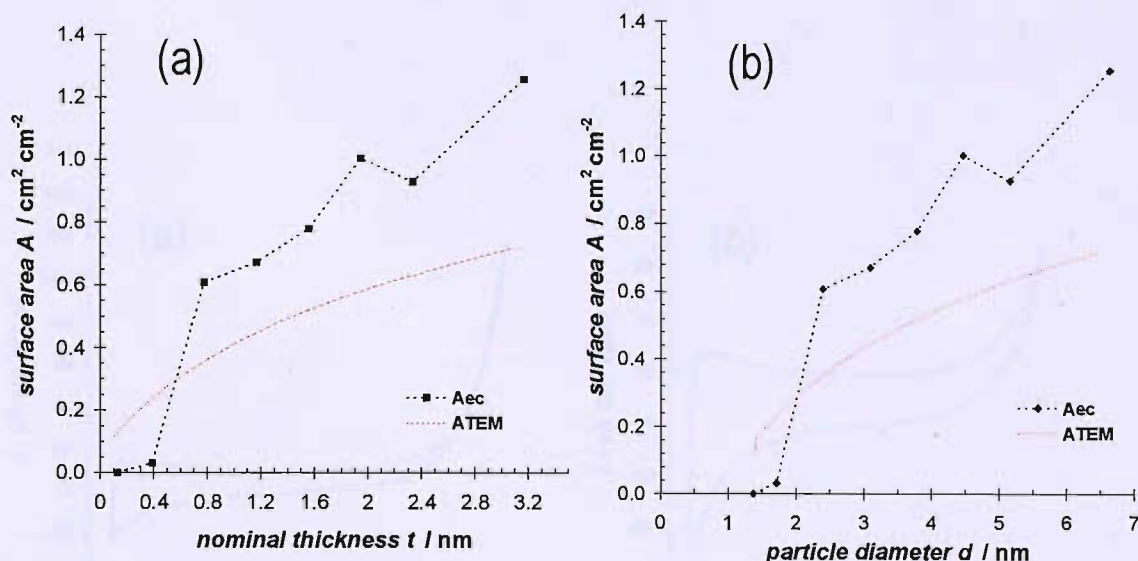 (a)
1.4
1.2
1.0
0.8
0.6
0.4
0.2
0.0
surface area A / cm² cm⁻²
0 0.4 0.8 1.2 1.6 2 2.4 2.8 3.2
nominal thickness t / nm
Aec
ATEM
(b)
1.4
1.2
1.0
0.8
0.6
0.4
0.2
0.0
surface area A / cm² cm⁻²
0 1 2 3 4 5 6 7
particle diameter d / nm
Aec
ATEM